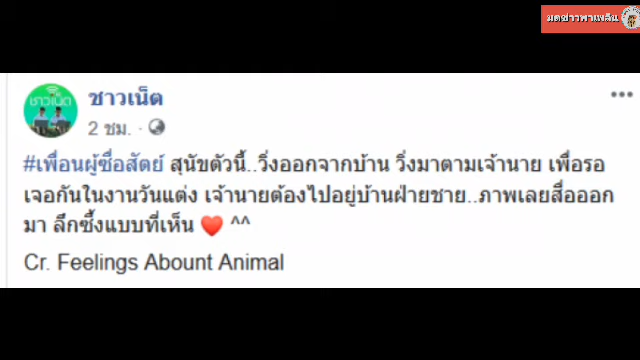 มดข่าวพาเพลิน
ชาวเน็ต
ชาวเน็ต
2 ชม. ·
#เพื่อนผู้ซื่อสัตย์ สุนัขตัวนี้..วิ่งออกจากบ้าน วิ่งมาตามเจ้านาย เพื่อรอ
เจอกันในงานวันแต่ง เจ้านายต้องไปอยู่บ้านฝ่ายชาย..ภาพเลยสื่อออก
มา ลึกซึ้งแบบที่เห็น ♥ ^^
Cr. Feelings Abount Animal